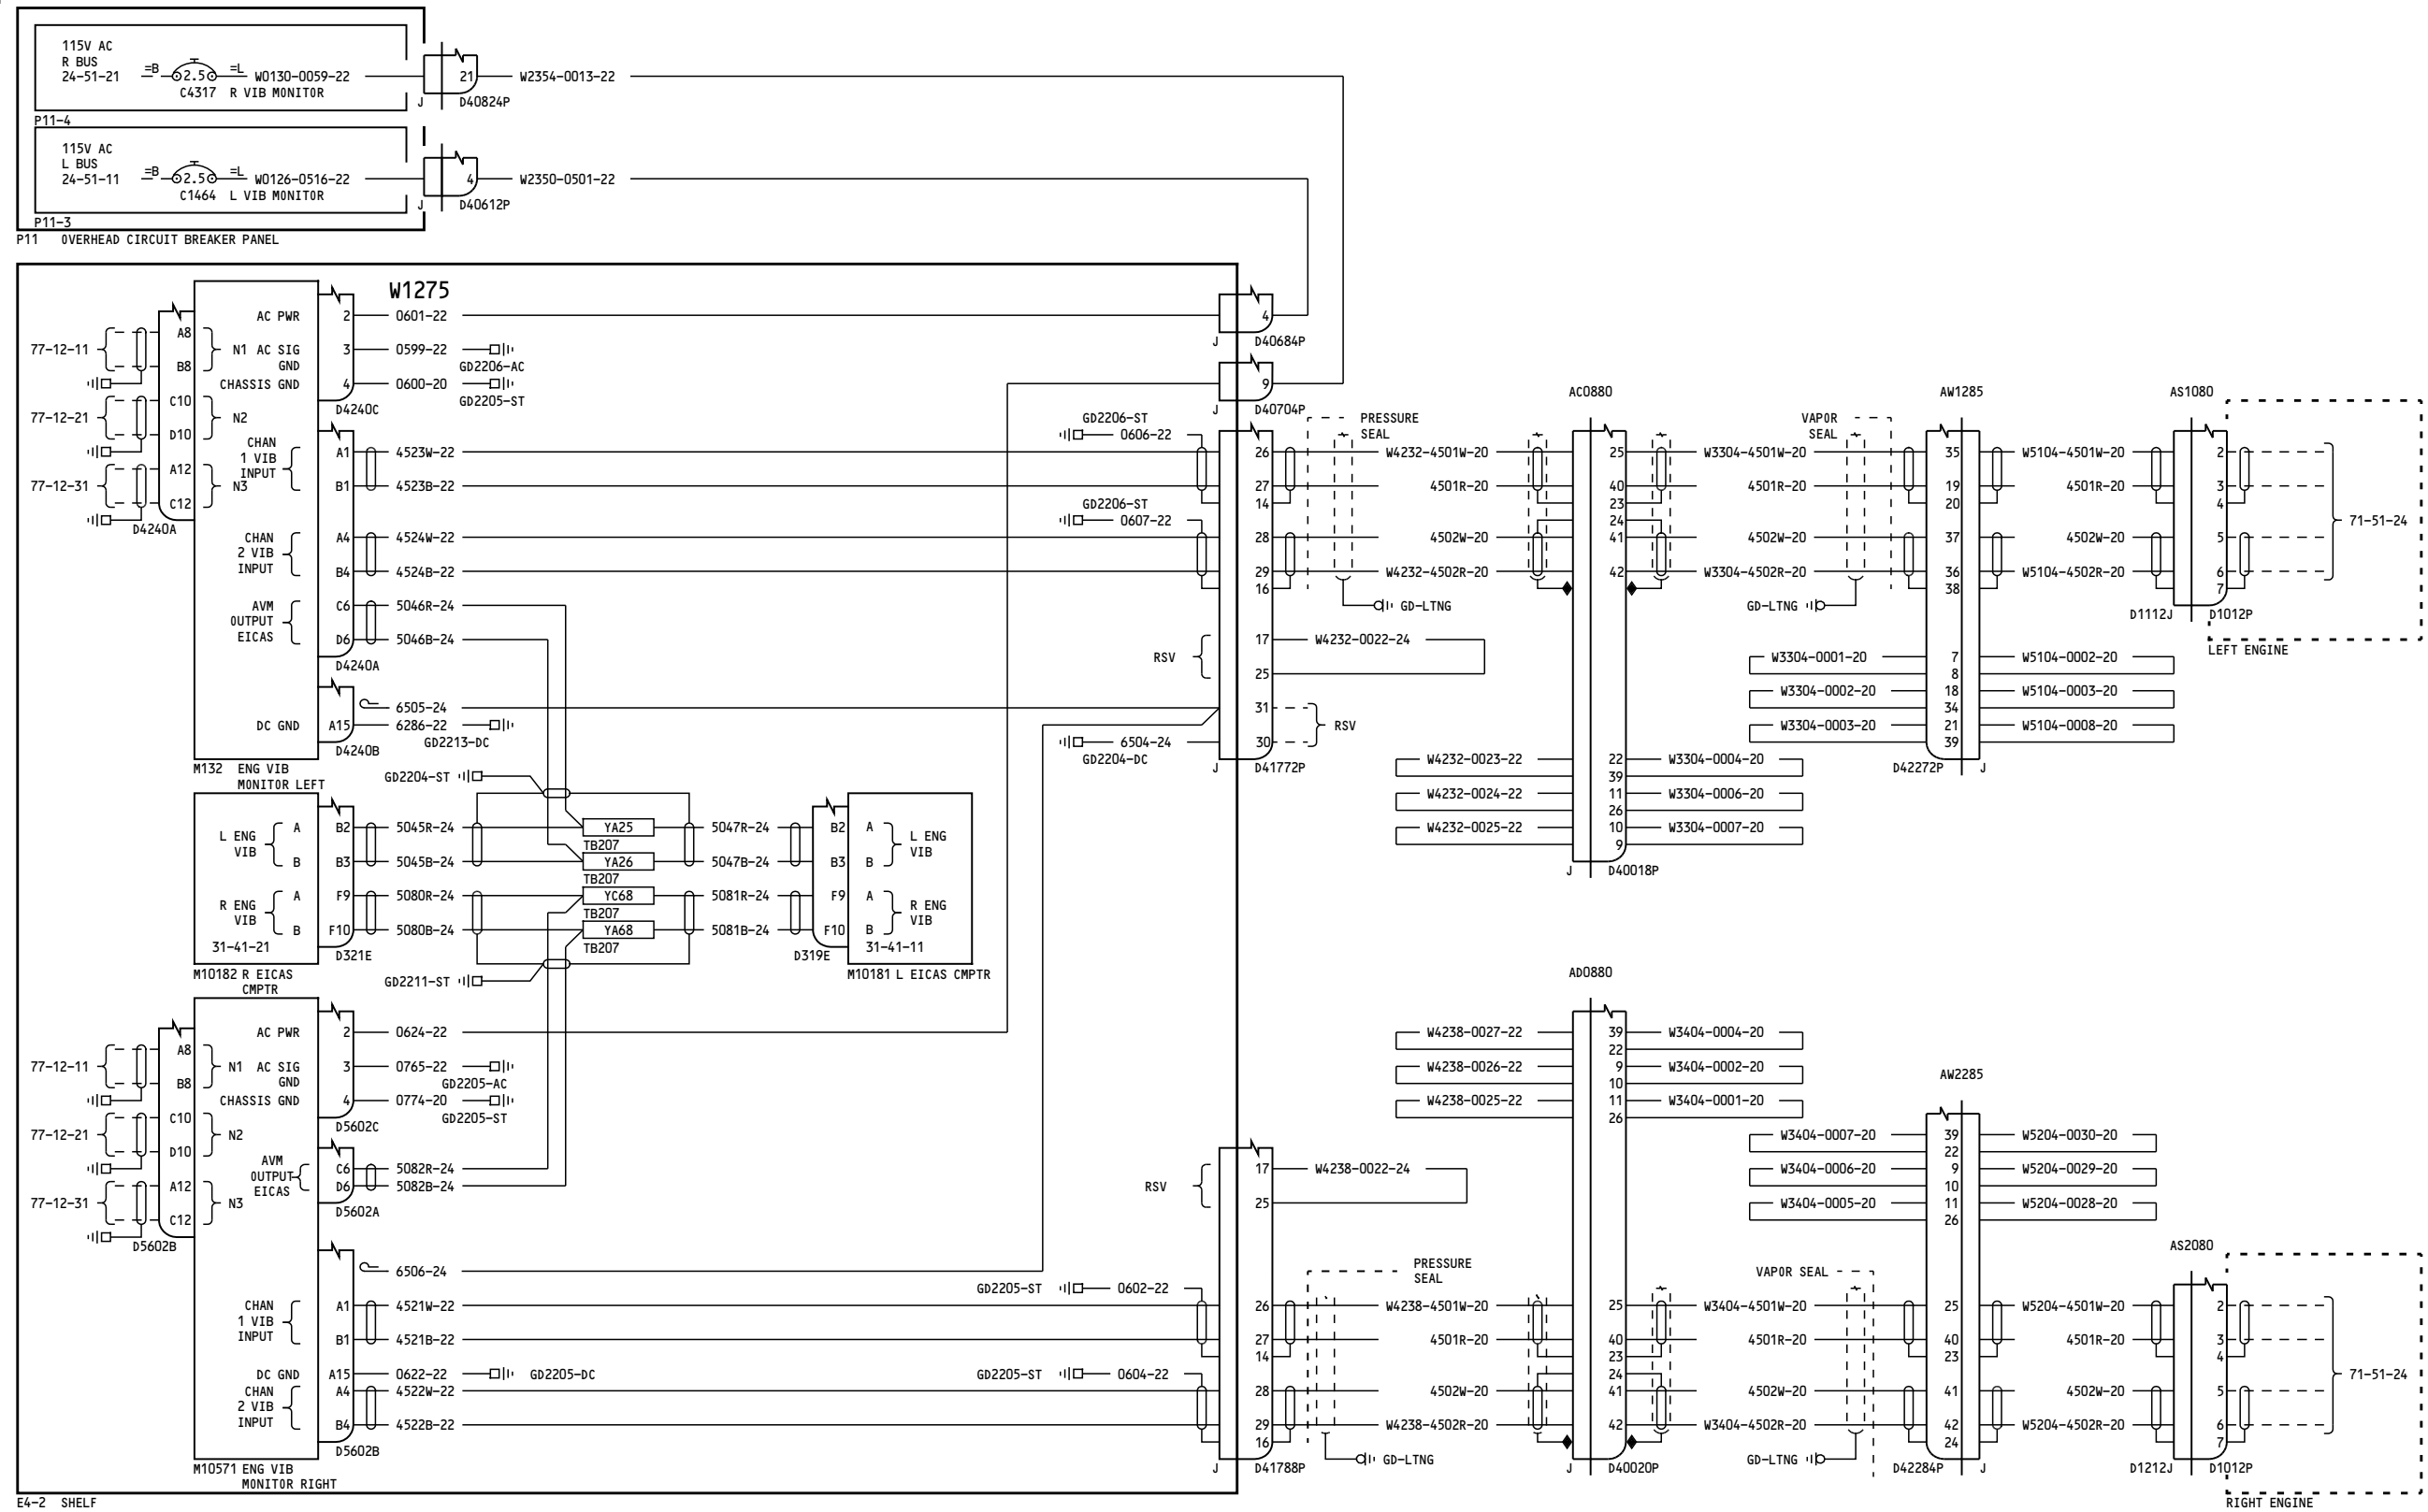 115V AC
R BUS
24-51-21
=B
2.5
=L
W0130-0059-22
C4317 R VIB MONITOR
21
W2354-0013-22
J
D40824P
P11-4
115V AC
L BUS
24-51-11
=B
2.5
=L
W0126-0516-22
C1464 L VIB MONITOR
4
W2350-0501-22
J
D40612P
P11-3
P11 OVERHEAD CIRCUIT BREAKER PANEL
W1275
AC PWR
2
0601-22
4
J
D40684P
77-12-11
A8
B8
N1
AC SIG
GND
3
0599-22
GD2206-AC
CHASSIS GND
4
0600-20
GD2205-ST
D4240C
9
J
D40704P
77-12-21
C10
D10
N2
77-12-31
A12
C12
N3
D4240A
CHAN
1 VIB
INPUT
A1
4523W-22
B1
4523B-22
CHAN
2 VIB
INPUT
A4
4524W-22
B4
4524B-22
AVM
OUTPUT
EICAS
C6
5046R-24
D6
5046B-24
D4240A
6505-24
DC GND
A15
6286-22
GD2213-DC
D4240B
M132 ENG VIB
MONITOR LEFT
GD2206-ST
0606-22
GD2206-ST
0607-22
26
27
14
28
29
16
17
25
31
30
RSV
W4232-0022-24
RSV
6504-24
GD2204-DC
J
D41772P
PRESSURE
SEAL
W4232-4501W-20
4501R-20
4502W-20
W4232-4502R-20
GD-LTNG
AC0880
25
40
23
24
41
42
22
39
11
26
10
9
W4232-0023-22
W4232-0024-22
W4232-0025-22
W3304-0004-20
W3304-0006-20
W3304-0007-20
J
D40018P
VAPOR
SEAL
W3304-4501W-20
4501R-20
4502W-20
W3304-4502R-20
GD-LTNG
AW1285
35
19
20
37
36
38
7
8
18
34
21
39
W3304-0001-20
W3304-0002-20
W3304-0003-20
W5104-0002-20
W5104-0003-20
W5104-0008-20
D42272P
J
W5104-4501W-20
4501R-20
4502W-20
W5104-4502R-20
AS1080
2
3
4
5
6
7
D1112J
D1012P
71-51-24
LEFT ENGINE
GD2204-ST
L ENG
VIB
A
B
B2
5045R-24
YA25
TB207
5047R-24
B2
A
B3
5045B-24
YA26
TB207
5047B-24
B3
B
L ENG
VIB
R ENG
VIB
A
B
F9
5080R-24
YC68
TB207
5081R-24
F9
A
F10
5080B-24
YA68
TB207
5081B-24
F10
B
R ENG
VIB
31-41-21
D321E
D319E
31-41-11
M10182 R EICAS
CMPTR
GD2211-ST
M10181 L EICAS CMPTR
AC PWR
2
0624-22
77-12-11
A8
B8
N1
AC SIG
GND
3
0765-22
GD2205-AC
CHASSIS GND
4
0774-20
GD2205-ST
D5602C
77-12-21
C10
D10
N2
AVM
OUTPUT
EICAS
C6
5082R-24
D6
5082B-24
D5602A
77-12-31
A12
C12
N3
D5602B
6506-24
CHAN
1 VIB
INPUT
A1
4521W-22
B1
4521B-22
DC GND
A15
0622-22
GD2205-DC
CHAN
2 VIB
INPUT
A4
4522W-22
B4
4522B-22
D5602B
M10571 ENG VIB
MONITOR RIGHT
E4-2 SHELF
GD2205-ST
0602-22
GD2205-ST
0604-22
RSV
17
25
26
27
14
28
29
16
W4238-0022-24
J
D41788P
PRESSURE
SEAL
W4238-4501W-20
4501R-20
4502W-20
W4238-4502R-20
GD-LTNG
AD0880
39
22
9
10
11
26
25
40
23
24
41
42
W4238-0027-22
W4238-0026-22
W4238-0025-22
W3404-0004-20
W3404-0002-20
W3404-0001-20
J
D40020P
VAPOR SEAL
W3404-4501W-20
4501R-20
4502W-20
W3404-4502R-20
GD-LTNG
AW2285
39
22
9
10
11
26
25
40
23
41
42
24
W3404-0007-20
W3404-0006-20
W3404-0005-20
W5204-0030-20
W5204-0029-20
W5204-0028-20
D42284P
J
W5204-4501W-20
4501R-20
4502W-20
W5204-4502R-20
AS2080
2
3
4
5
6
7
D1212J
D1012P
71-51-24
RIGHT ENGINE